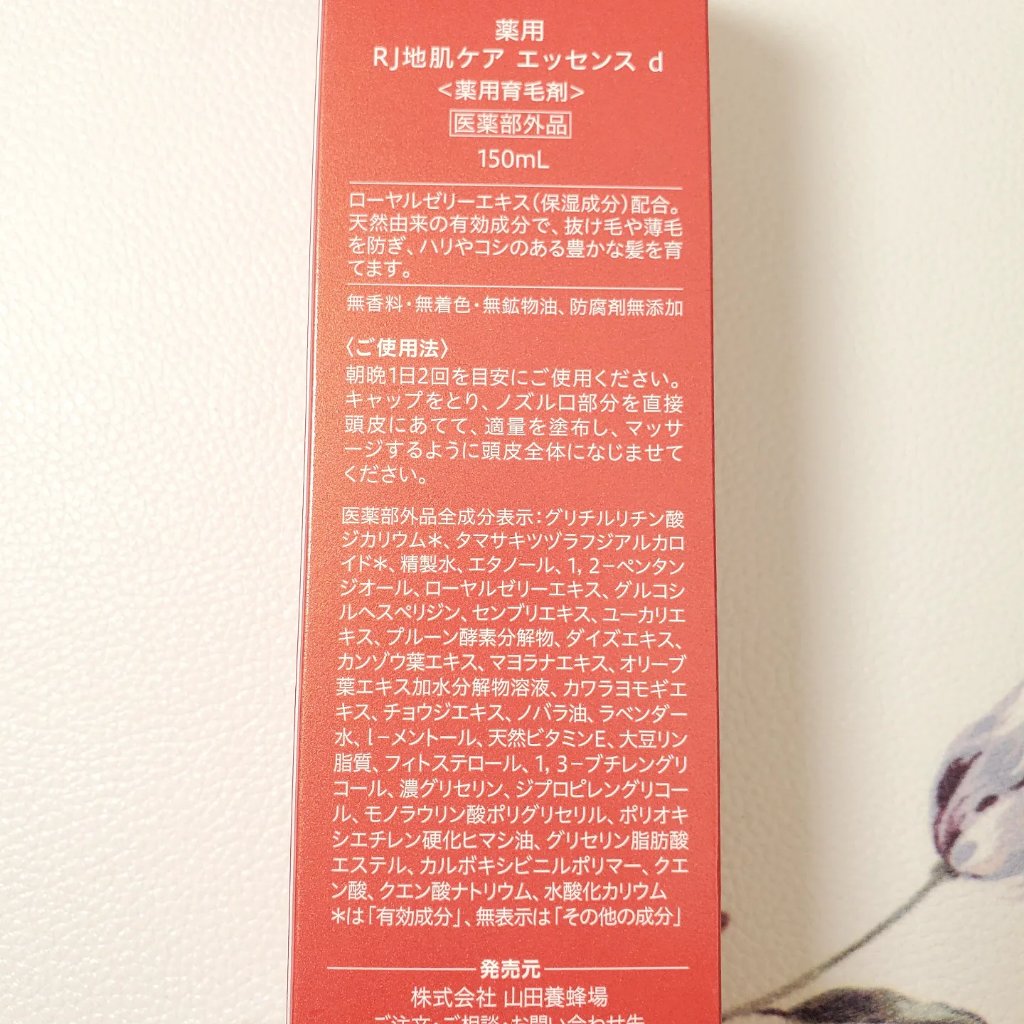 薬用
RJ地肌ケア エッセンス d
<薬用育毛剤>
医薬部外品
150mL
ローヤルゼリーエキス(保湿成分)配合。
天然由来の有効成分で、抜け毛や薄毛
を防ぎ、ハリやコシのある豊かな髪を育
てます。
無香料・無着色・無鉱物油、防腐剤無添加
〈ご使用法〉
朝晩1日2回を目安にご使用ください。
キャップをとり、ノズル口部分を直接
頭皮にあてて、適量を塗布し、マッサ
ージするように頭皮全体になじませて
ください。
医薬部外品全成分表示:グリチルリチン酸
ジカリウム*、タマサキツヅラフジアルカロ
イド*、精製水、エタノール、1,2−ペンタン
ジオール、ローヤルゼリーエキス、グルコシ
ルヘスペリジン、センブリエキス、ユーカリエ
キス、プルーン酵素分解物、ダイズエキス、
カンゾウ葉エキス、マヨラナエキス、オリーブ
葉エキス加水分解物溶液、カワラヨモギエ
キス、チョウジエキス、ノバラ油、ラベンダー
水、l−メントール、天然ビタミンE、大豆リン
脂質、フィトステロール、1,3−ブチレングリ
コール、濃グリセリン、ジプロピレングリコー
ル、モノラウリン酸ポリグリセリル、ポリオキ
シエチレン硬化ヒマシ油、グリセリン脂肪酸
エステル、カルボキシビニルポリマー、クエ
ン酸、クエン酸ナトリウム、水酸化カリウム
*は「有効成分」、無表示は「その他の成分」
発売元
株式会社 山田養蜂場
ご注文・ご相談・お問い合わせ先